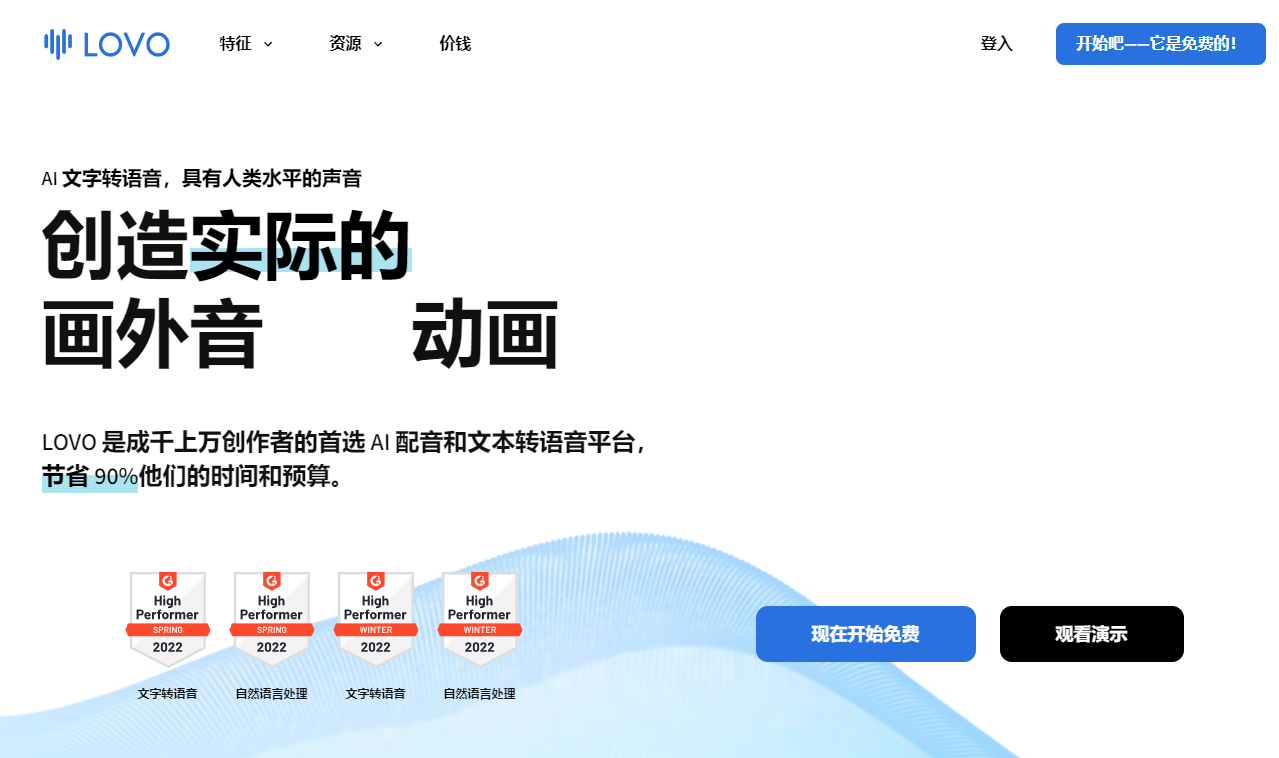 LOVO 特征 资源 价钱 登入 开始吧——它是免费的！
AI 文字转语音，具有人类水平的声音
创造实际的
画外音 动画
LOVO 是成千上万创作者的首选 AI 配音和文本转语音平台，
节省 90%他们的时间和预算。
High Performer SPRING 2022
High Performer SPRING 2022
High Performer WINTER 2022
High Performer WINTER 2022
文字转语音 自然语言处理 文字转语音 自然语言处理
现在开始免费 观看演示